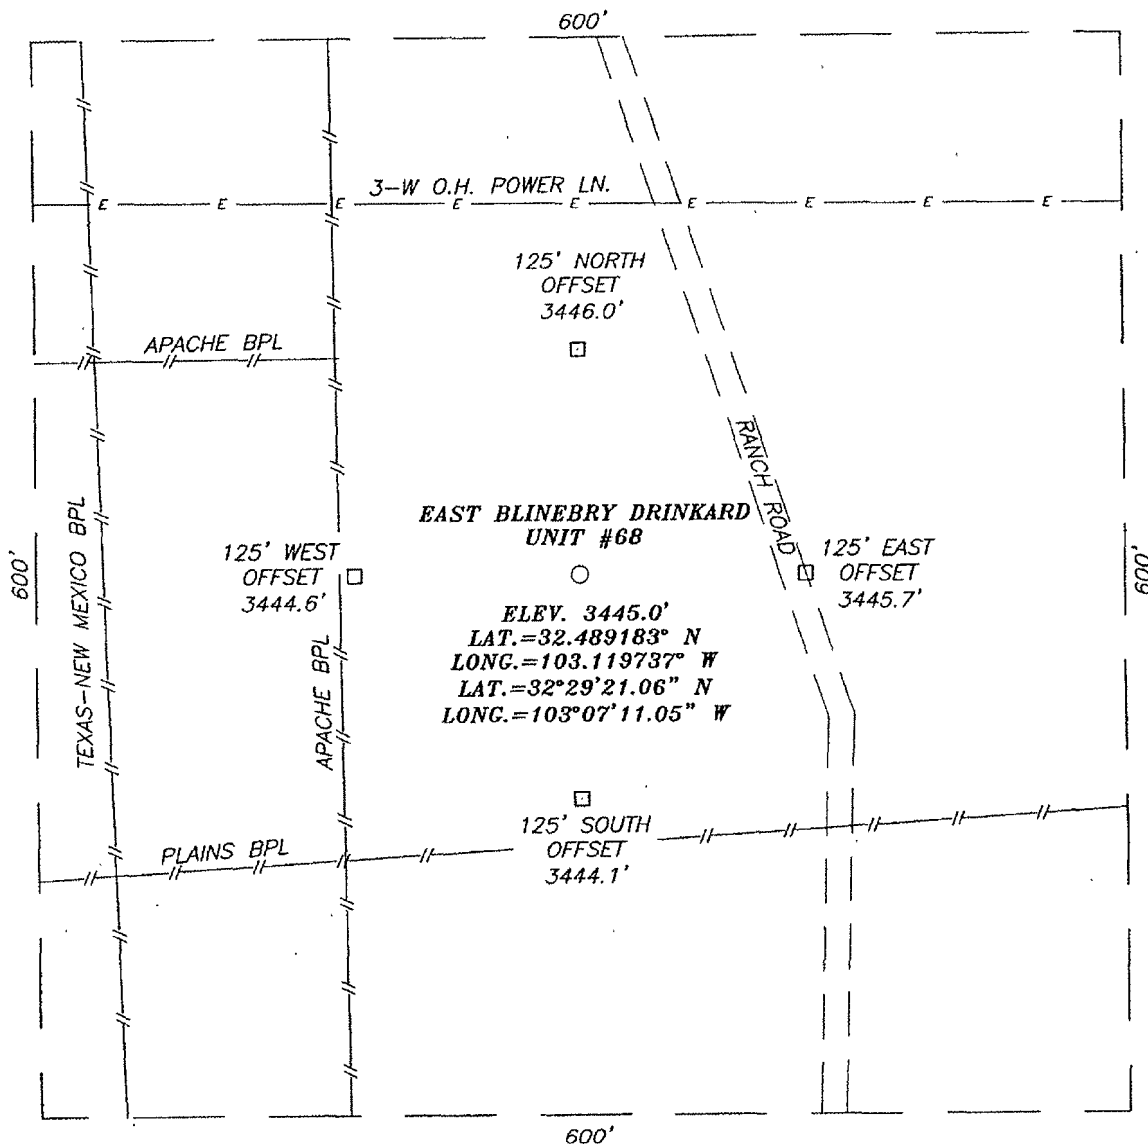 600'
3-W O.H. POWER LN.
E E E E E E E E E
125' NORTH
OFFSET
3446.0'
APACHE BPL
RANCH ROAD
TEXAS-NEW MEXICO BPL
APACHE BPL
EAST BLINEBRY DRINKARD
UNIT #68
125' WEST
OFFSET
3444.6'
125' EAST
OFFSET
3445.7'
600'
600'
ELEV. 3445.0'
LAT.=32.489183° N
LONG.=103.119737° W
LAT.=32°29'21.06" N
LONG.=103°07'11.05" W
125' SOUTH
OFFSET
3444.1'
PLAINS BPL
600'